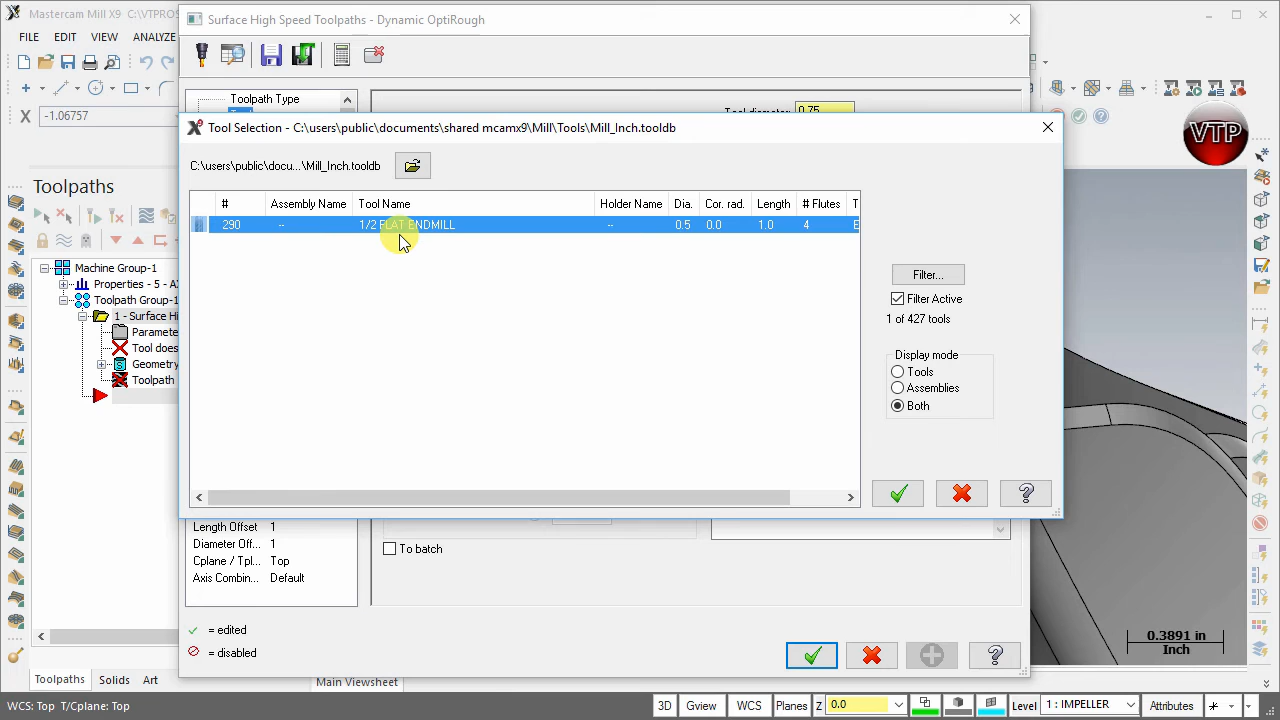 Mastercam Mill X9 C:\VTPROS
Surface High Speed Toolpaths - Dynamic OptiRough
FILE EDIT VIEW ANALYZE
X -1.06757
Toolpath Type
Tool diameter 0.75
Tool Selection - C:\users\public\documents\shared mcamx9\Mill\Tools\Mill_Inch.tooldb
VTP
C:\users\public\docu...\Mill_Inch.tooldb
Toolpaths
# Assembly Name Tool Name Holder Name Dia. Cor. rad. Length # Flutes T
290 -- 1/2 FLAT ENDMILL -- 0.5 0.0 1.0 4 E
Machine Group-1
Properties - 5 - A
Toolpath Group-1
1 - Surface Hi
Paramete
Tool does
Geometry
Toolpath
Filter...
Filter Active
1 of 427 tools
Display mode
Tools
Assemblies
Both
Length Offset 1
Diameter Off... 1
Cplane / Tpl... Top
Axis Combin... Default
To batch
= edited
= disabled
0.3891 in
Inch
Toolpaths Solids Art
Main Viewsheet
WCS: Top T/Cplane: Top
3D Gview WCS Planes Z 0.0 Level 1 : IMPELLER Attributes